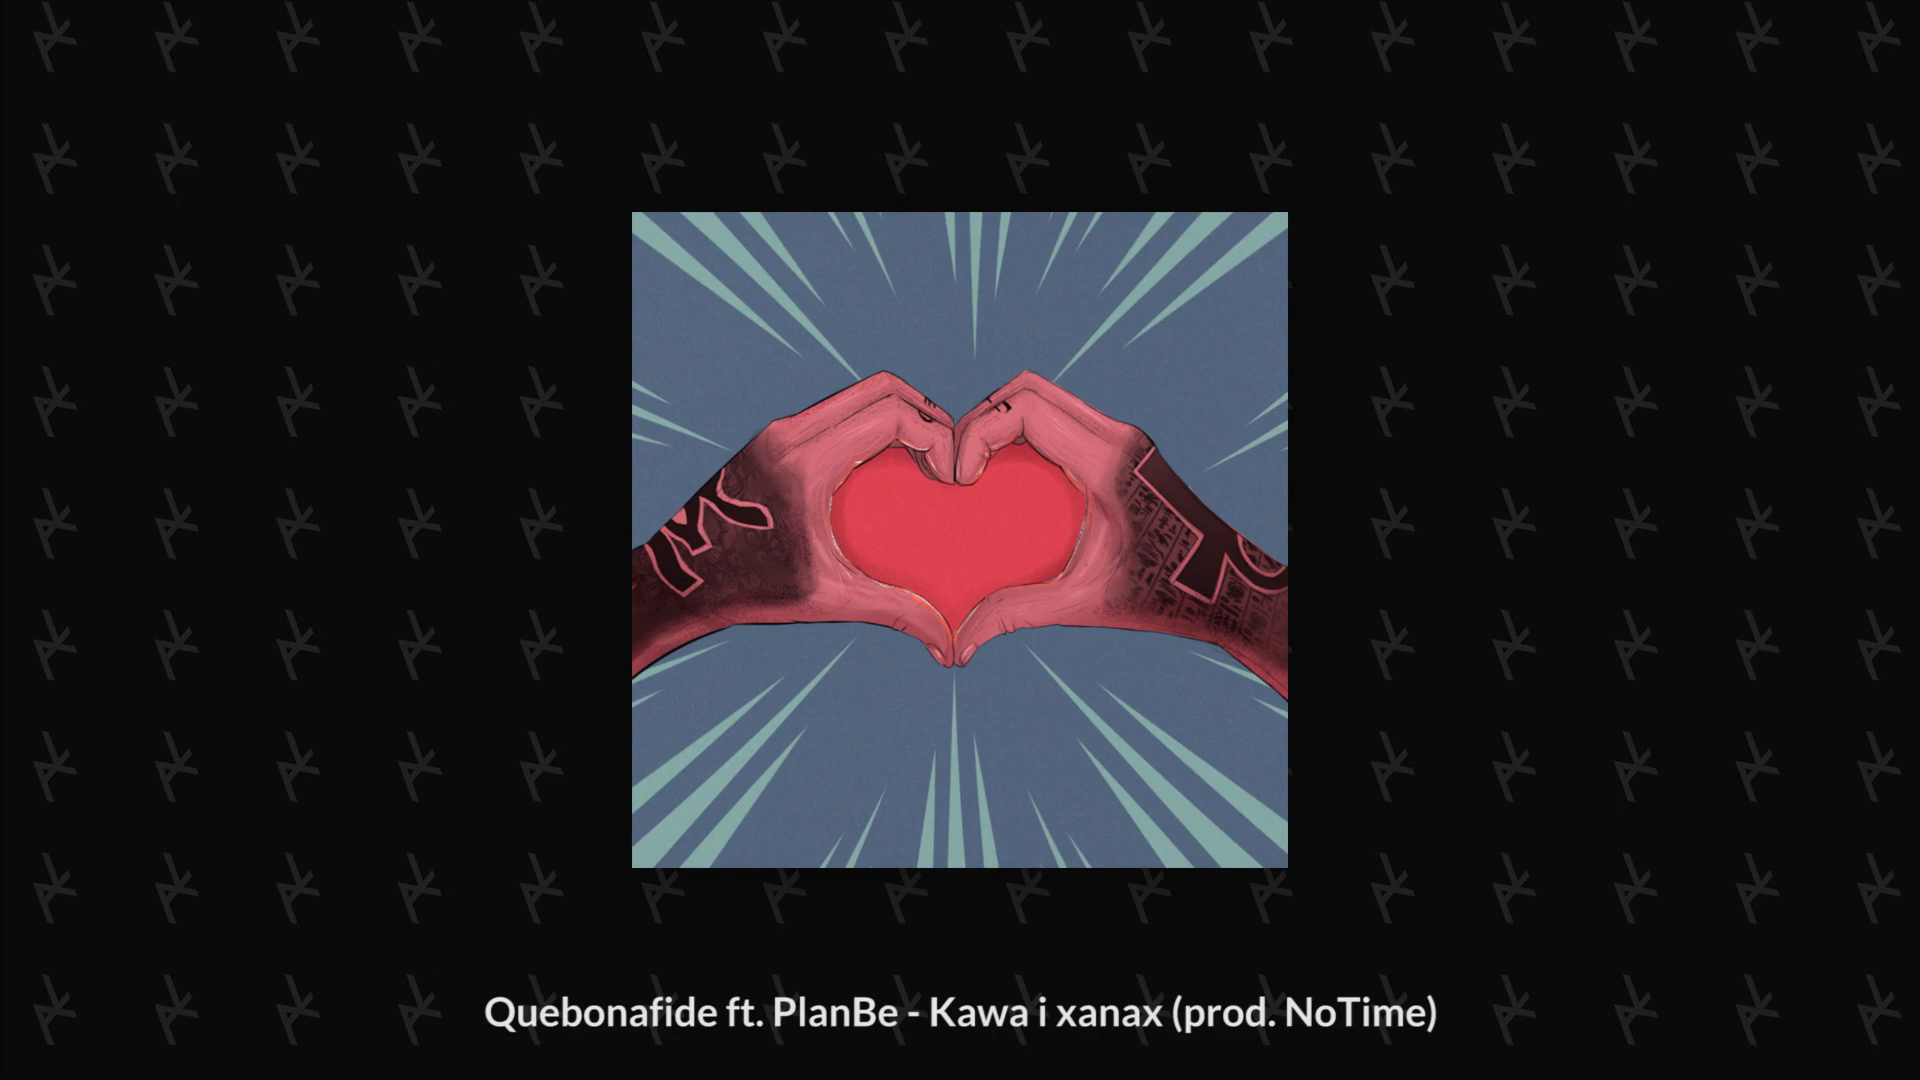 Quebonafide ft. PlanBe - Kawa i xanax (prod. NoTime)